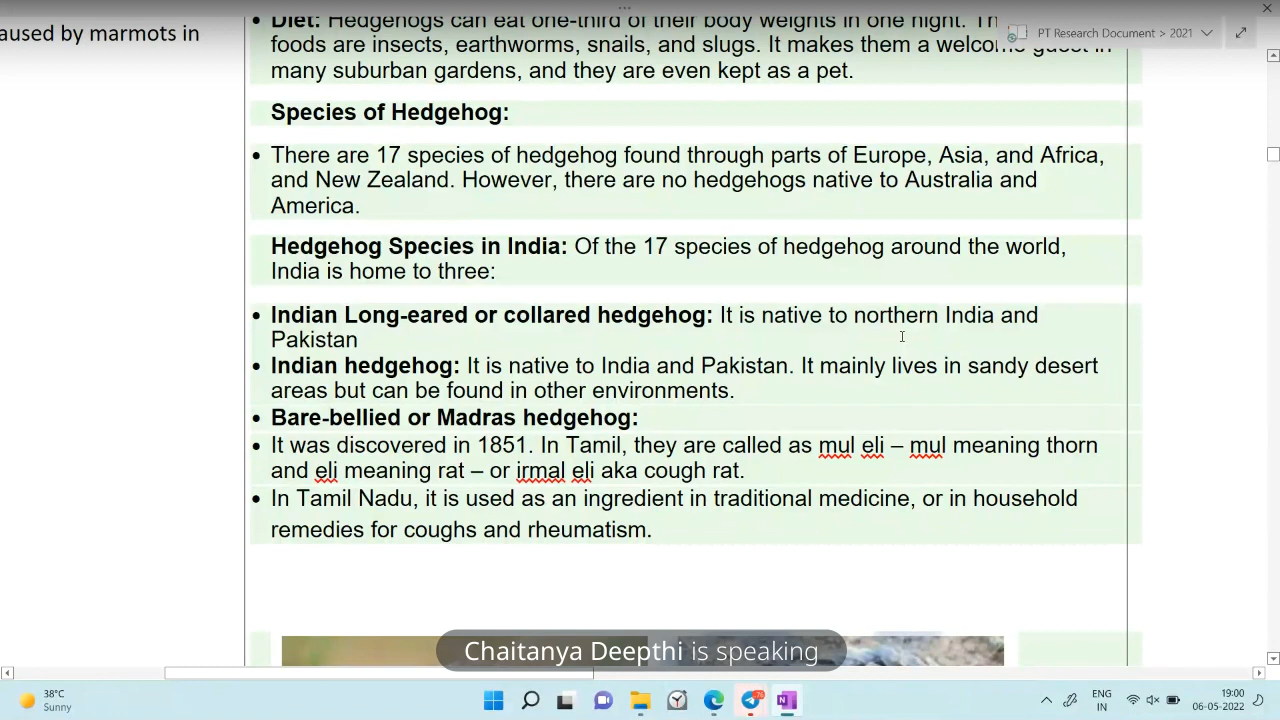 aused by marmots in
• Diet: Hedgehogs can eat one-third of their body weights in one night.
foods are insects, earthworms, snails, and slugs. It makes them a welcome guest in
many suburban gardens, and they are even kept as a pet.
PT Research Document > 2021
Species of Hedgehog:
• There are 17 species of hedgehog found through parts of Europe, Asia, and Africa,
and New Zealand. However, there are no hedgehogs native to Australia and
America.
Hedgehog Species in India: Of the 17 species of hedgehog around the world,
India is home to three:
• Indian Long-eared or collared hedgehog: It is native to northern India and
Pakistan
• Indian hedgehog: It is native to India and Pakistan. It mainly lives in sandy desert
areas but can be found in other environments.
• Bare-bellied or Madras hedgehog:
• It was discovered in 1851. In Tamil, they are called as mul eli – mul meaning thorn
and eli meaning rat – or irmal eli aka cough rat.
• In Tamil Nadu, it is used as an ingredient in traditional medicine, or in household
remedies for coughs and rheumatism.
Chaitanya Deepthi is speaking
38°C
Sunny
76
ENG
IN
19:00
06-05-2022